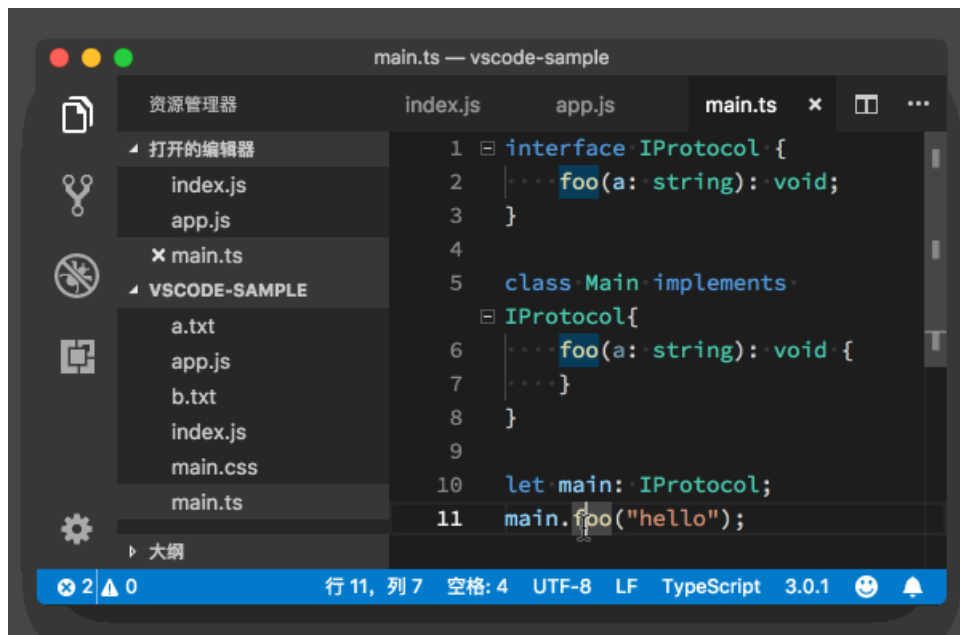 main.ts — vscode-sample
资源管理器
index.js
app.js
main.ts
打开的编辑器
index.js
app.js
main.ts
VSCODE-SAMPLE
a.txt
app.js
b.txt
index.js
main.css
main.ts
大纲
1 interface IProtocol {
2 foo(a: string): void;
3 }
4
5 class Main implements
IProtocol{
6 foo(a: string): void {
7 }
8 }
9
10 let main: IProtocol;
11 main.foo("hello");
2 0 行 11，列 7 空格: 4 UTF-8 LF TypeScript 3.0.1